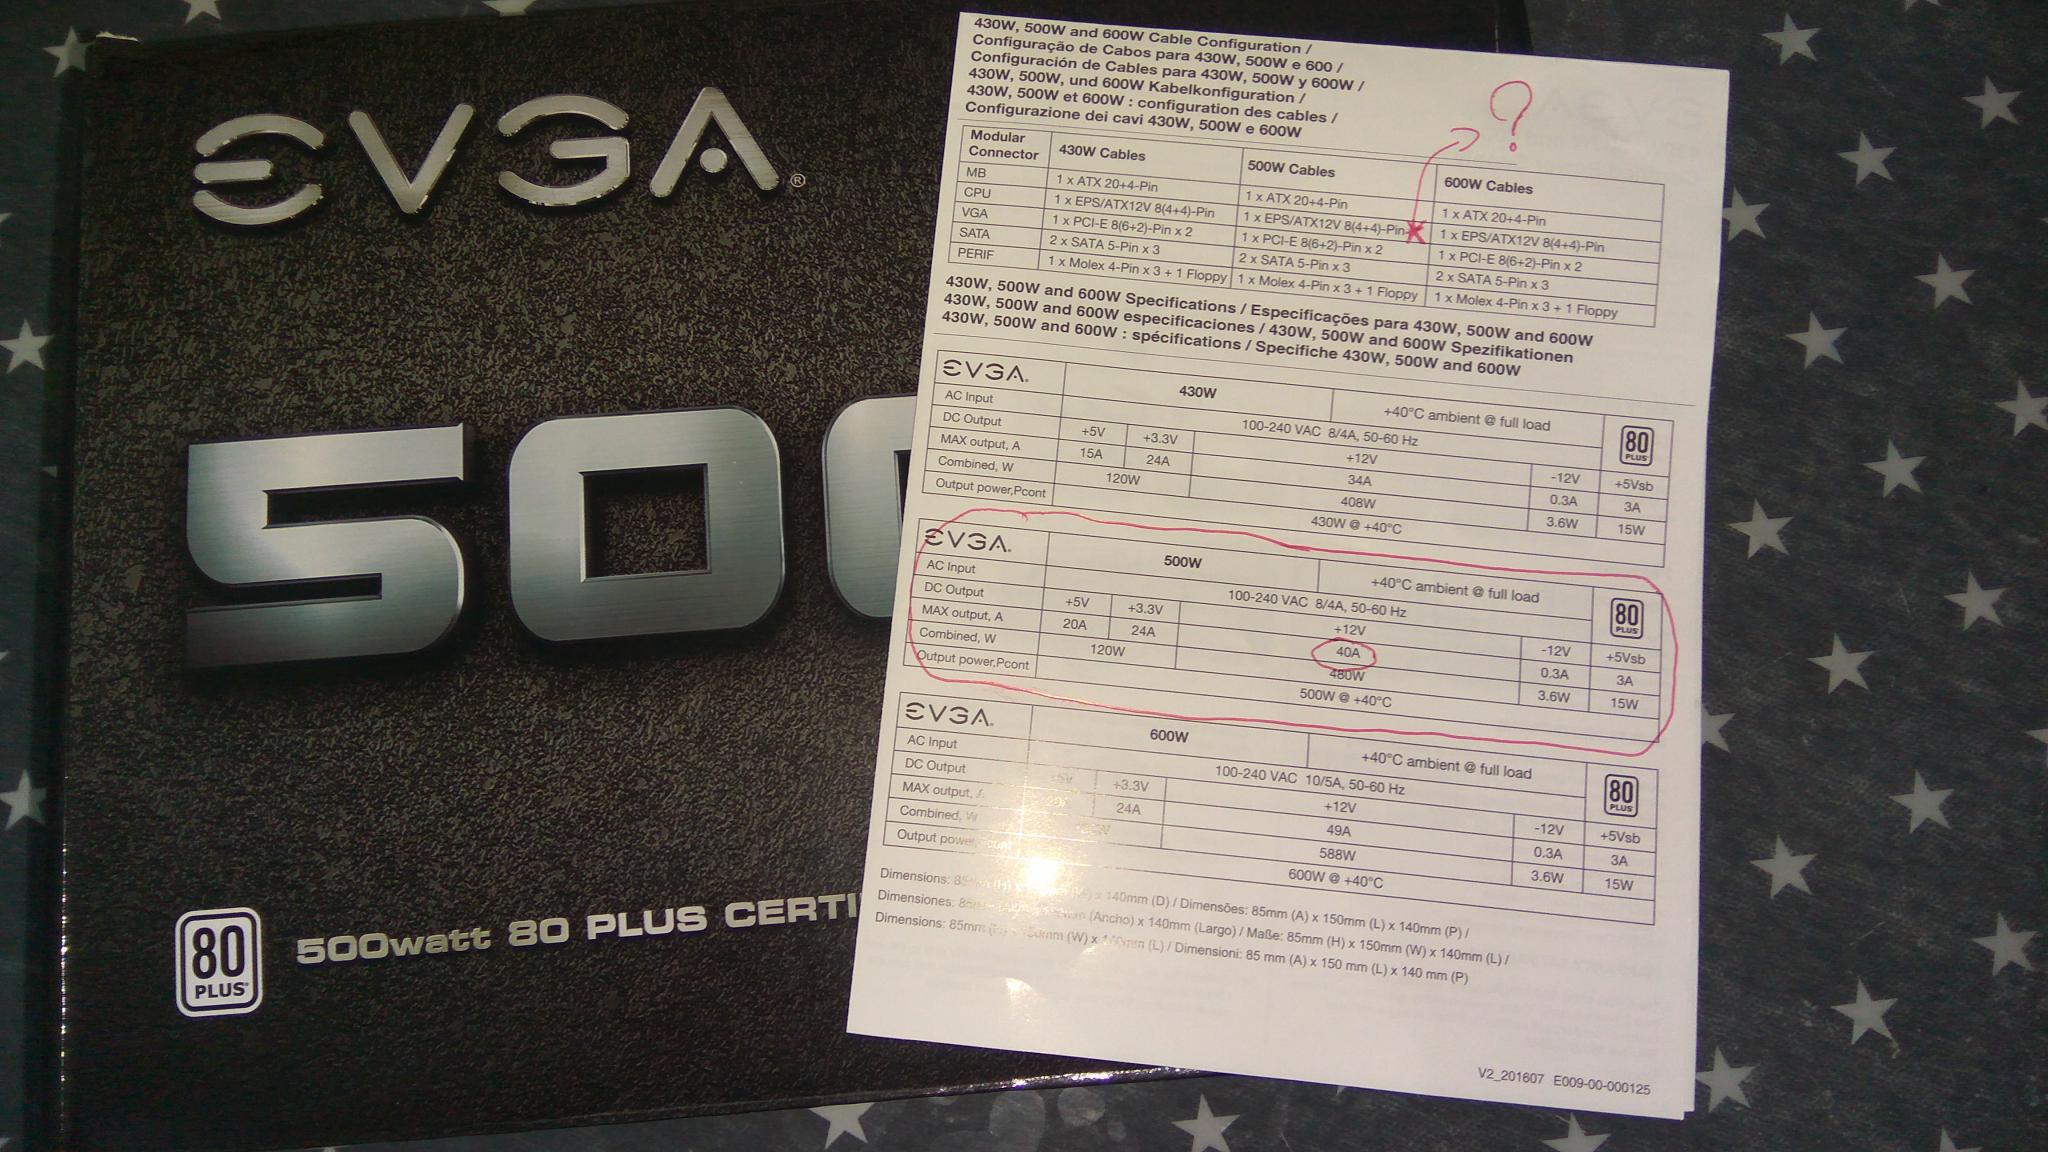 EVGA®
500
80 PLUS
500watt 80 PLUS CERTI
430W, 500W and 600W Cable Configuration /
Configuração de Cabos para 430W, 500W e 600 /
Configuración de Cables para 430W, 500W y 600W /
430W, 500W, und 600W Kabelkonfiguration /
430W, 500W et 600W : configuration des cables /
Configurazione dei cavi 430W, 500W e 600W
?
Modular Connector 430W Cables 500W Cables 600W Cables
MB 1 x ATX 20+4-Pin 1 x ATX 20+4-Pin 1 x ATX 20+4-Pin
CPU 1 x EPS/ATX12V 8(4+4)-Pin 1 x EPS/ATX12V 8(4+4)-Pin 1 x EPS/ATX12V 8(4+4)-Pin
VGA 1 x PCI-E 8(6+2)-Pin x 2 1 x PCI-E 8(6+2)-Pin x 2 1 x PCI-E 8(6+2)-Pin x 2
SATA 2 x SATA 5-Pin x 3 2 x SATA 5-Pin x 3 2 x SATA 5-Pin x 3
PERIF 1 x Molex 4-Pin x 3 + 1 Floppy 1 x Molex 4-Pin x 3 + 1 Floppy 1 x Molex 4-Pin x 3 + 1 Floppy
430W, 500W and 600W Specifications / Especificações para 430W, 500W and 600W
430W, 500W and 600W especificaciones / 430W, 500W and 600W Spezifikationen
430W, 500W and 600W : spécifications / Specifiche 430W, 500W and 600W
EVGA. 430W +40°C ambient @ full load 80 PLUS
AC Input 100-240 VAC 8/4A, 50-60 Hz
DC Output +5V +3.3V +12V -12V +5Vsb
MAX output, A 15A 24A 34A 0.3A 3A
Combined, W 120W 408W 3.6W 15W
Output power,Pcont 430W @ +40°C
EVGA. 500W +40°C ambient @ full load 80 PLUS
AC Input 100-240 VAC 8/4A, 50-60 Hz
DC Output +5V +3.3V +12V -12V +5Vsb
MAX output, A 20A 24A 40A 0.3A 3A
Combined, W 120W 480W 3.6W 15W
Output power,Pcont 500W @ +40°C
EVGA. 600W +40°C ambient @ full load 80 PLUS
AC Input 100-240 VAC 10/5A, 50-60 Hz
DC Output +5V +3.3V +12V -12V +5Vsb
MAX output, 24A 49A 0.3A 3A
Combined, W 588W 3.6W 15W
Output power, 600W @ +40°C
Dimensions: x 140mm (D) / Dimensões: 85mm (A) x 150mm (L) x 140mm (P) /
Dimensiones: (Ancho) x 140mm (Largo) / Maße: 85mm (H) x 150mm (W) x 140mm (L) /
Dimensions: 85mm (W) x (L) / Dimensioni: 85 mm (A) x 150 mm (L) x 140 mm (P)
V2_201607 E009-00-000125